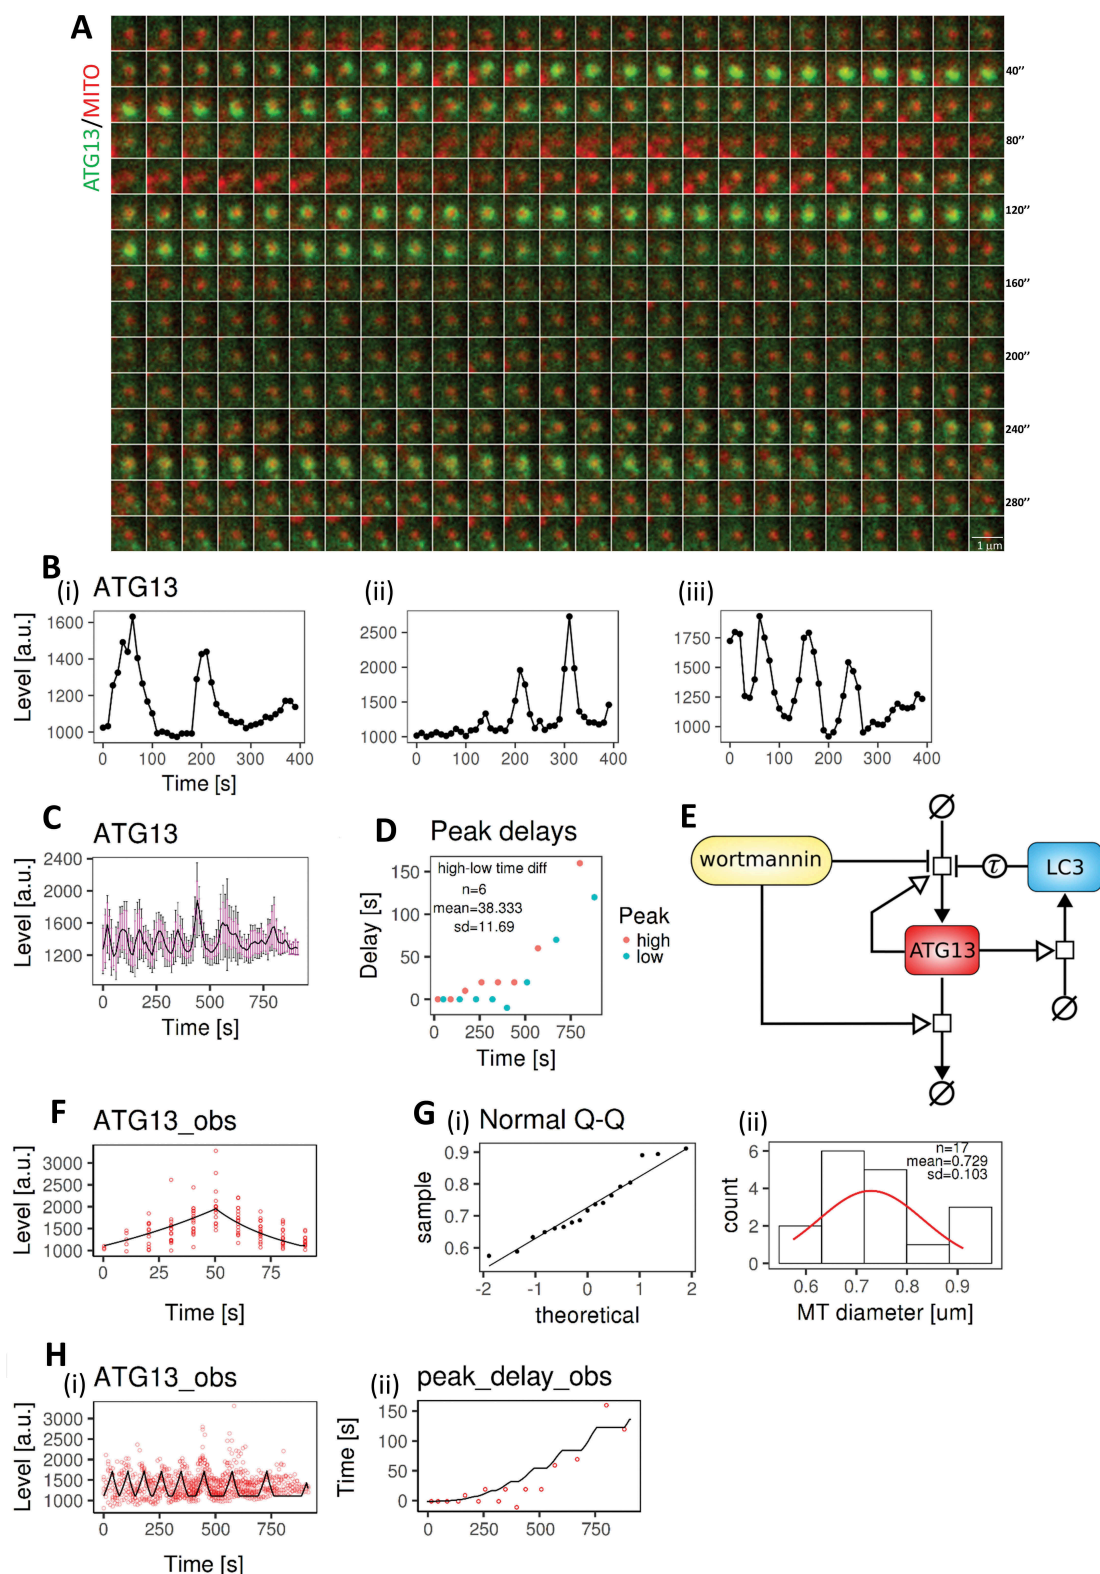 A
ATG13/MITO
40’’
80’’
120’’
160’’
200’’
240’’
280’’
1 μm
B
(i) ATG13
(ii)
(iii)
Level [a.u.]
1600
1400
1200
1000
0 100 200 300 400
Time [s]
2500
2000
1500
1000
0 100 200 300 400
1750
1500
1250
1000
0 100 200 300 400
C
ATG13
Level [a.u.]
2400
2000
1600
1200
0 250 500 750
Time [s]
D Peak delays
high-low time diff
n=6
mean=38.333
sd=11.69
Delay [s]
150
100
50
0
0 250 500 750
Time [s]
Peak
high
low
E
∅
wortmannin
τ
LC3
ATG13
∅
∅
F
ATG13_obs
Level [a.u.]
3000
2500
2000
1500
1000
0 25 50 75
Time [s]
G (i) Normal Q-Q
sample
0.9
0.8
0.7
0.6
-2 -1 0 1 2
theoretical
(ii)
n=17
mean=0.729
sd=0.103
count
6
4
2
0
0.6 0.7 0.8 0.9
MT diameter [um]
H
(i) ATG13_obs
Level [a.u.]
3000
2500
2000
1500
1000
0 250 500 750
Time [s]
(ii) peak_delay_obs
Time [s]
150
100
50
0
0 250 500 750